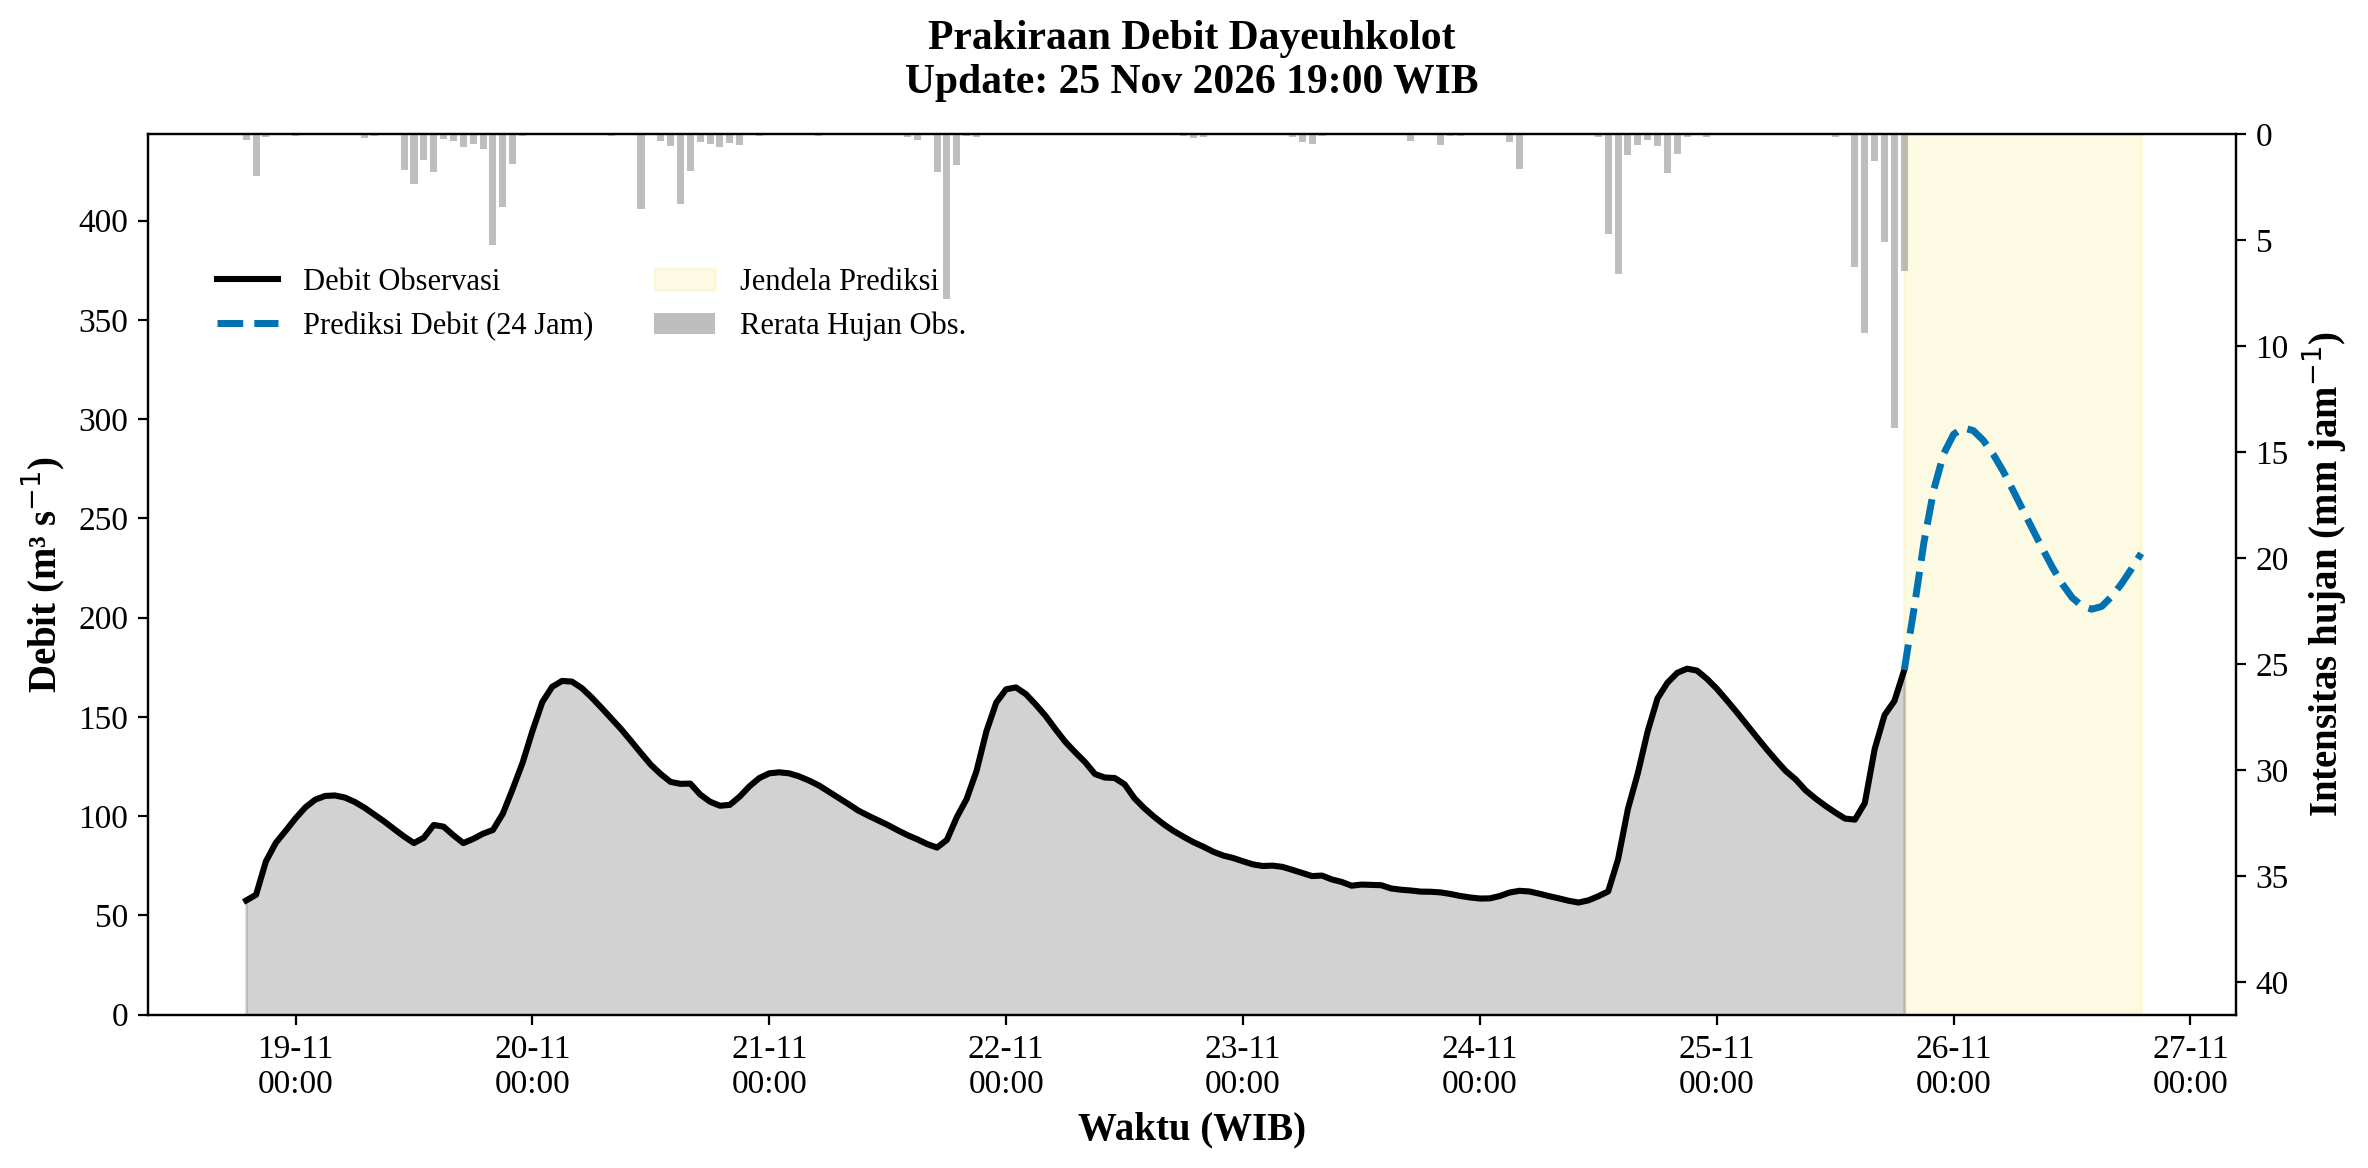 Prakiraan Debit Dayeuhkolot
Update: 25 Nov 2026 19:00 WIB
Debit Observasi
Prediksi Debit (24 Jam)
Jendela Prediksi
Rerata Hujan Obs.
Debit (m³ s⁻¹)
400
350
300
250
200
150
100
50
0
0
5
10
15
20
25
30
35
40
Intensitas hujan (mm jam⁻¹)
19-11 20-11 21-11 22-11 23-11 24-11 25-11 26-11 27-11
00:00 00:00 00:00 00:00 00:00 00:00 00:00 00:00 00:00
Waktu (WIB)